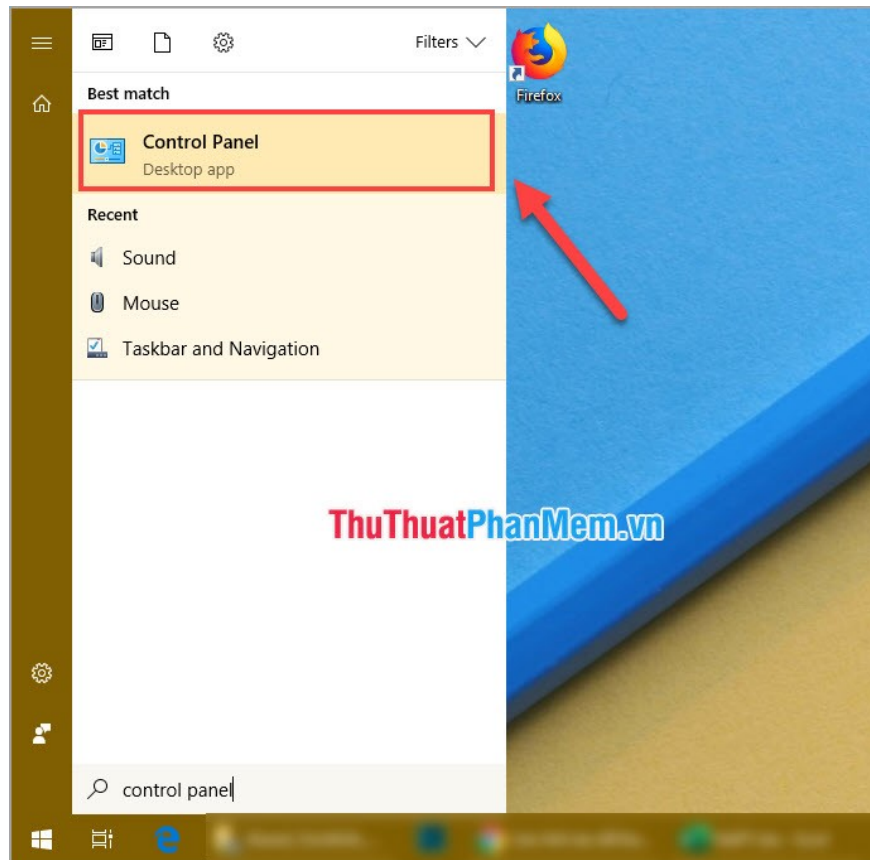 Filters
Firefox
Best match
Control Panel
Desktop app
Recent
Sound
Mouse
Taskbar and Navigation
ThuThuatPhanMem.vn
control panel